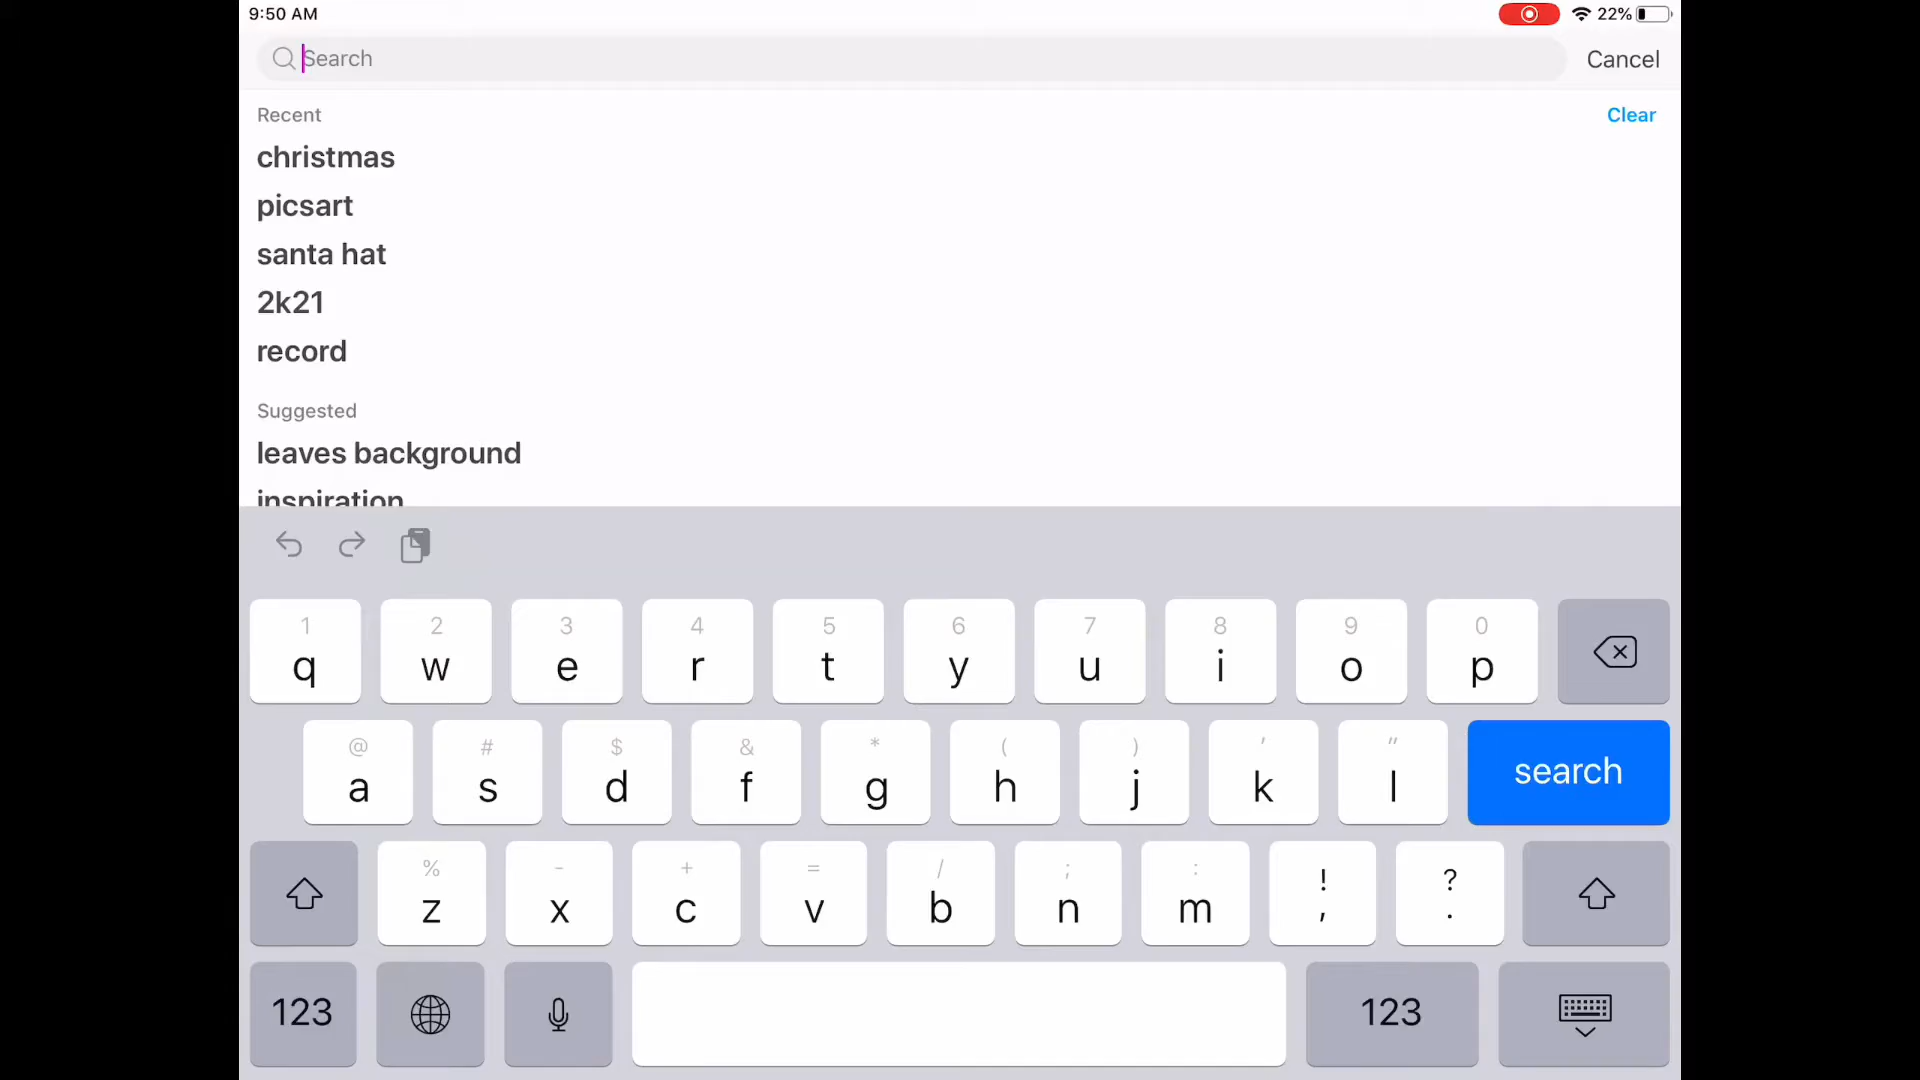 9:50 AM
22%
Search
Cancel
Recent
Clear
christmas
picsart
santa hat
2k21
record
Suggested
leaves background
inspiration
1 2 3 4 5 6 7 8 9 0
q w e r t y u i o p
@ # $ & * ( ) ' "
a s d f g h j k l search
% - + = / ; : ! ?
z x c v b n m , .
123 123